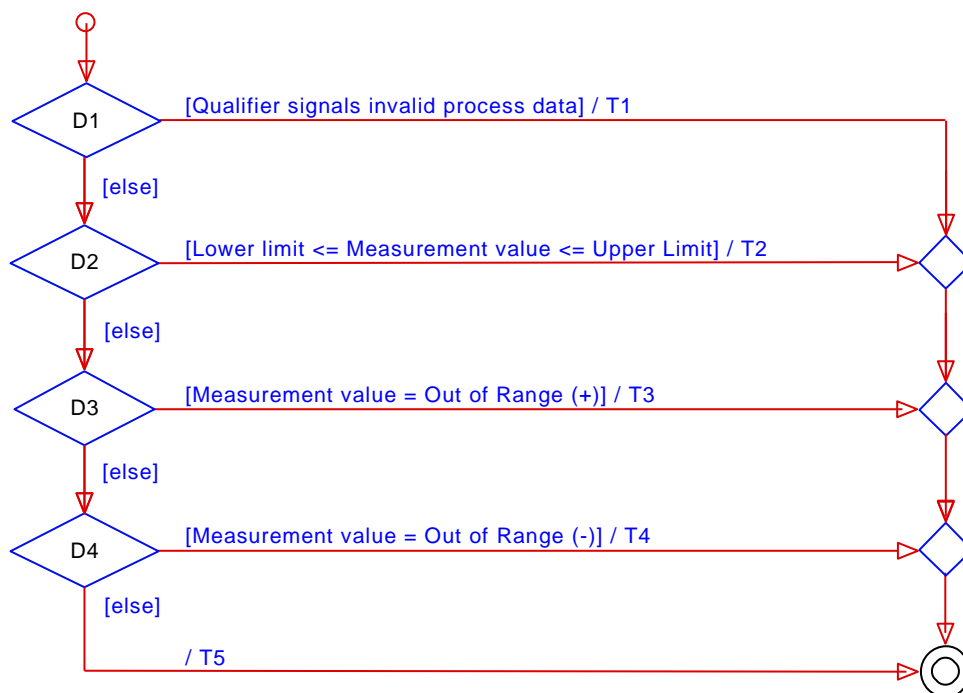 D1
[Qualifier signals invalid process data] / T1
[else]
D2
[Lower limit <= Measurement value <= Upper Limit] / T2
[else]
D3
[Measurement value = Out of Range (+)] / T3
[else]
D4
[Measurement value = Out of Range (-)] / T4
[else]
/ T5